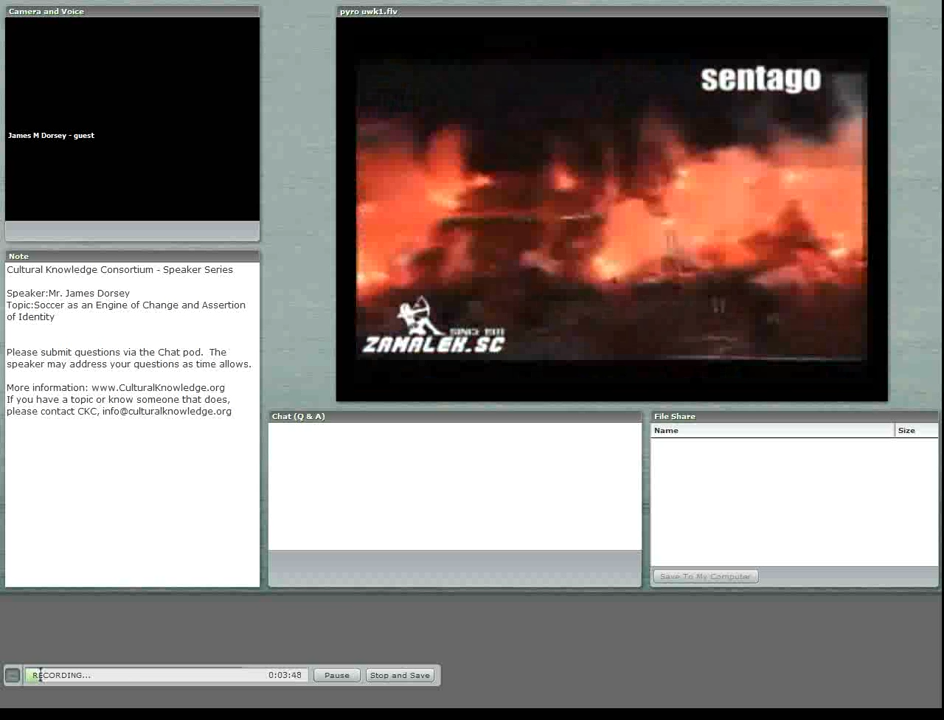 Camera and Voice
James M Dorsey - guest
pyro uwk1.flv
sentago
SINCE 1911
ZAMALEK.SC
Note
Cultural Knowledge Consortium - Speaker Series
Speaker:Mr. James Dorsey
Topic:Soccer as an Engine of Change and Assertion
of Identity
Please submit questions via the Chat pod.  The
speaker may address your questions as time allows.
More information: www.CulturalKnowledge.org
If you have a topic or know someone that does,
please contact CKC, info@culturalknowledge.org
Chat (Q & A)
File Share
Name Size
Save To My Computer
RECORDING... 0:03:48 Pause Stop and Save